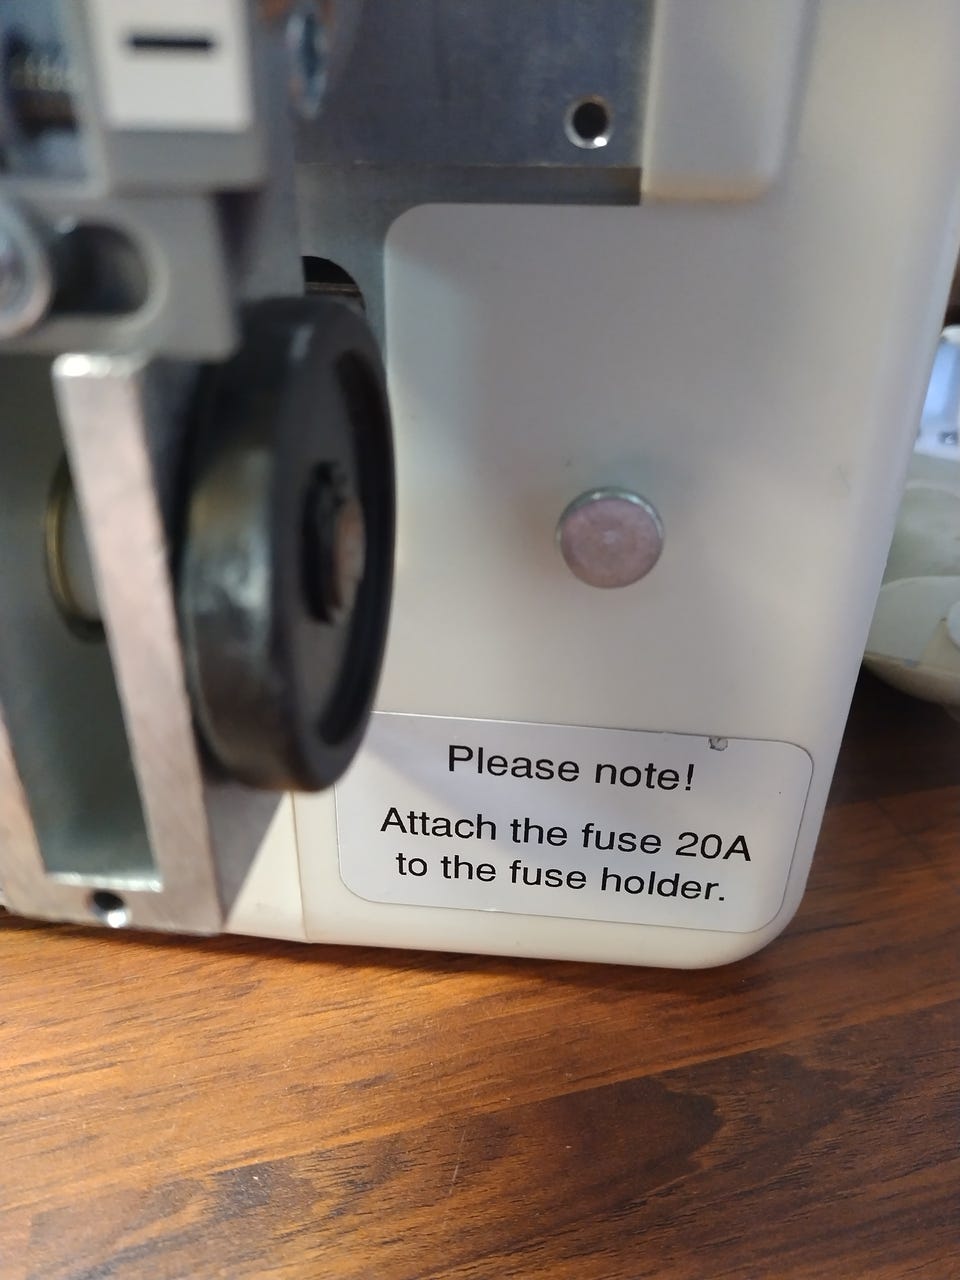 Please note!
Attach the fuse 20A
to the fuse holder.